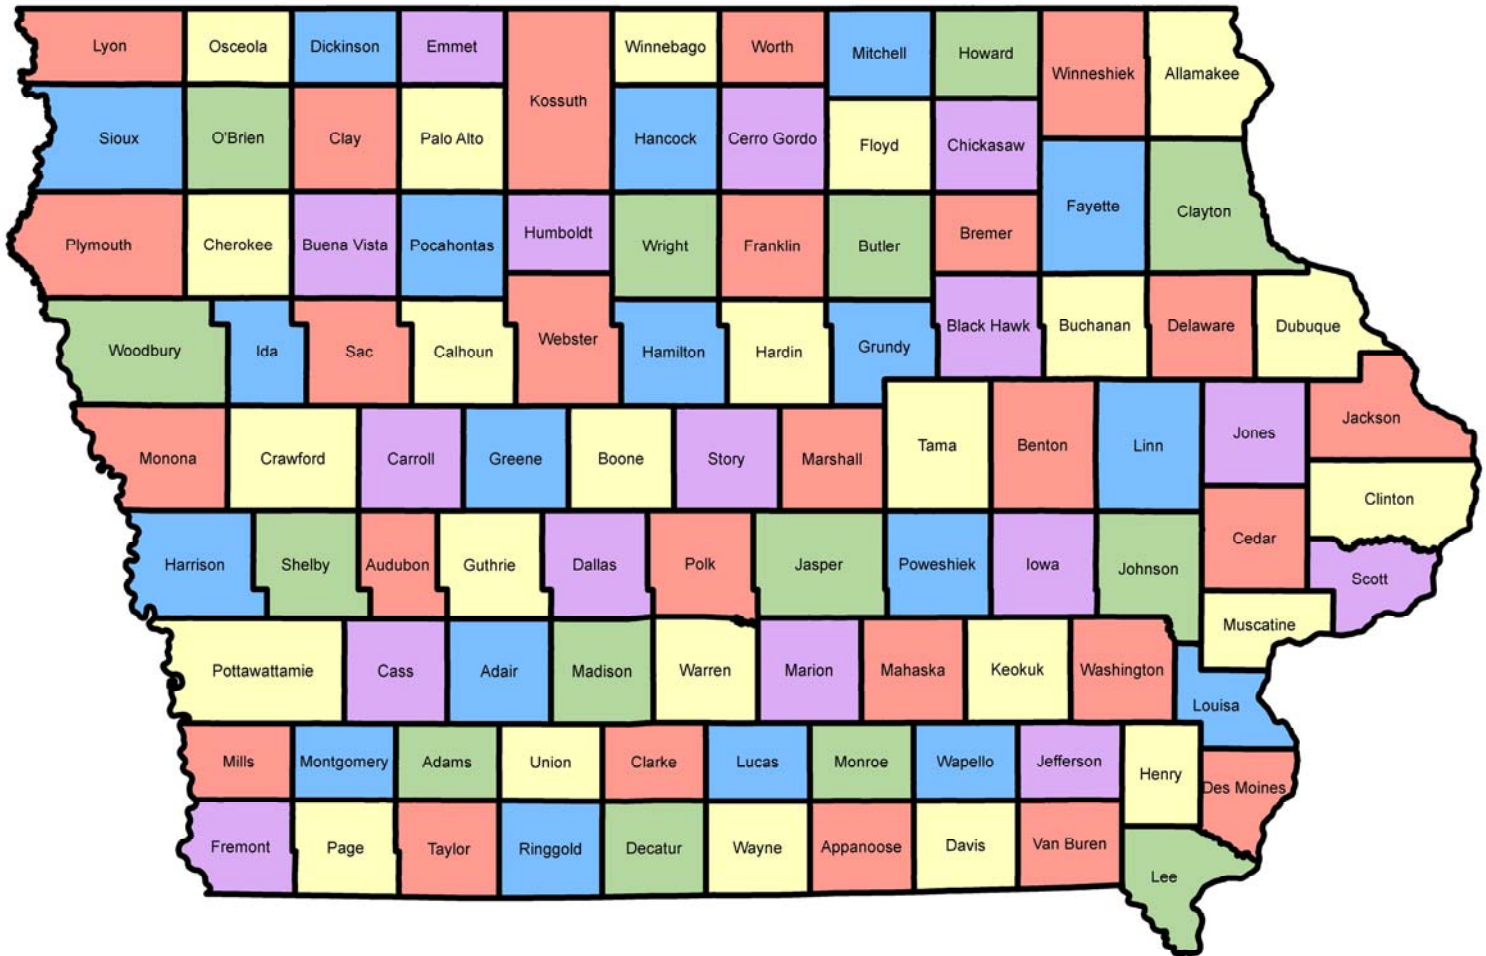 Lyon
Osceola
Dickinson
Emmet
Kossuth
Winnebago
Worth
Mitchell
Howard
Winneshiek
Allamakee
Sioux
O'Brien
Clay
Palo Alto
Hancock
Cerro Gordo
Floyd
Chickasaw
Fayette
Clayton
Plymouth
Cherokee
Buena Vista
Pocahontas
Humboldt
Wright
Franklin
Butler
Bremer
Woodbury
Ida
Sac
Calhoun
Webster
Hamilton
Hardin
Grundy
Black Hawk
Buchanan
Delaware
Dubuque
Monona
Crawford
Carroll
Greene
Boone
Story
Marshall
Tama
Benton
Linn
Jones
Jackson
Clinton
Harrison
Shelby
Audubon
Guthrie
Dallas
Polk
Jasper
Poweshiek
Iowa
Johnson
Cedar
Scott
Muscatine
Pottawattamie
Cass
Adair
Madison
Warren
Marion
Mahaska
Keokuk
Washington
Louisa
Mills
Montgomery
Adams
Union
Clarke
Lucas
Monroe
Wapello
Jefferson
Henry
Des Moines
Fremont
Page
Taylor
Ringgold
Decatur
Wayne
Appanoose
Davis
Van Buren
Lee